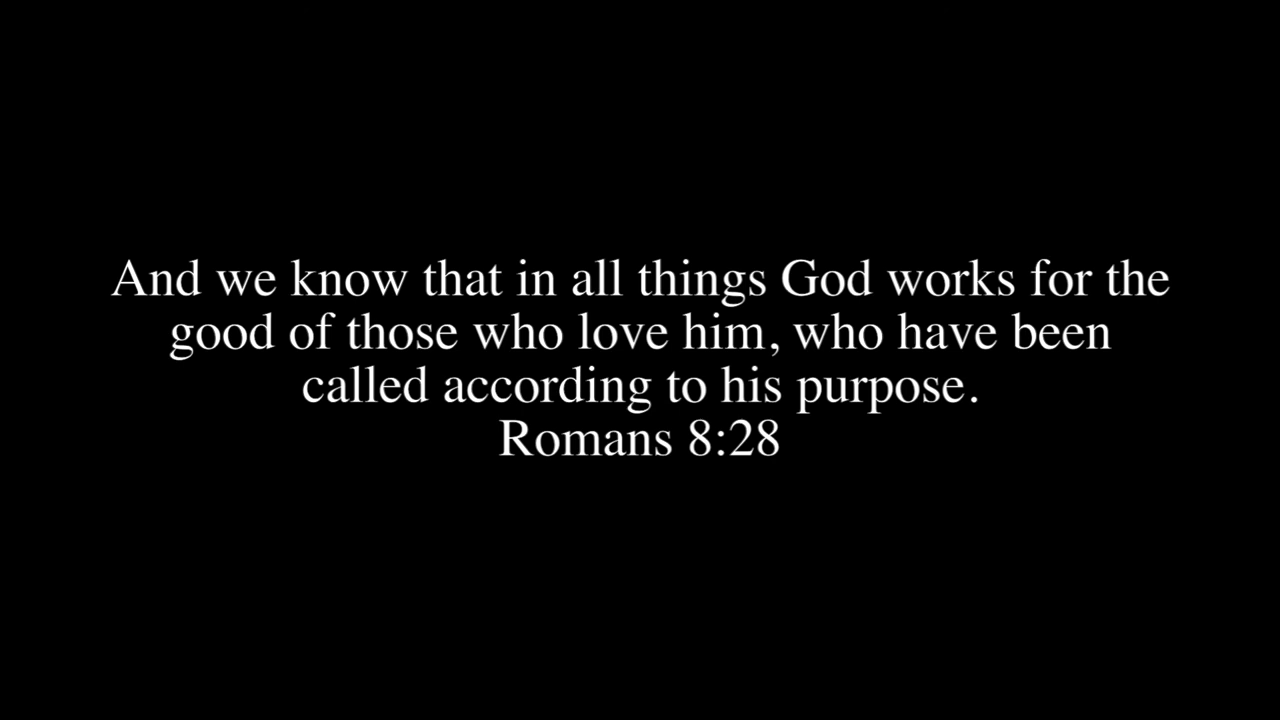 And we know that in all things God works for the
good of those who love him, who have been
called according to his purpose.
Romans 8:28